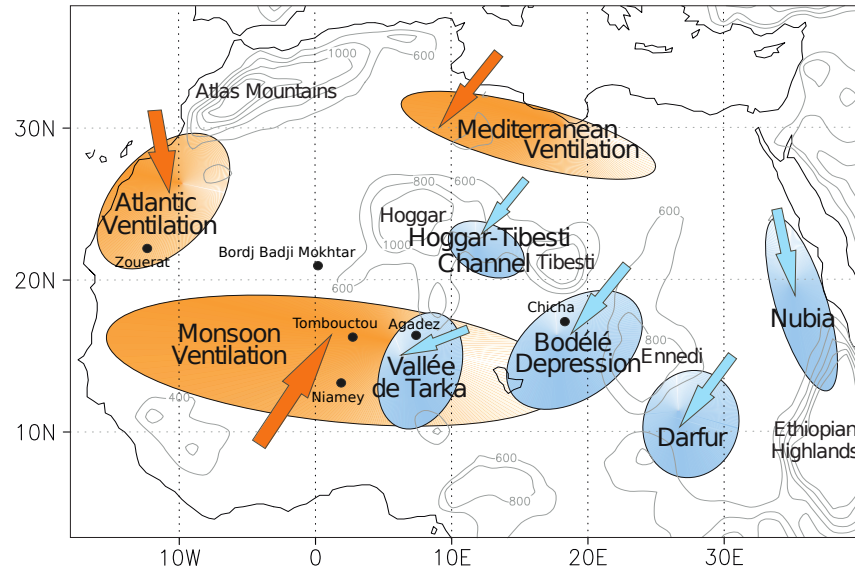 1000
600
Atlas Mountains
30N
Mediterranean
Ventilation
Atlantic
Ventilation
Zouerat
800
600
Hoggar
1000
Hoggar-Tibesti
Channel
Tibesti
600
Bordj Badji Mokhtar
20N
600
Monsoon
Ventilation
Tombouctou
Agadez
Niamey
Vallée
de Tarka
Chicha
Bodélé
Depression
800
Ennedi
Nubia
400
10N
Darfur
Ethiopian
Highlands
600
800
10W
0
10E
20E
30E